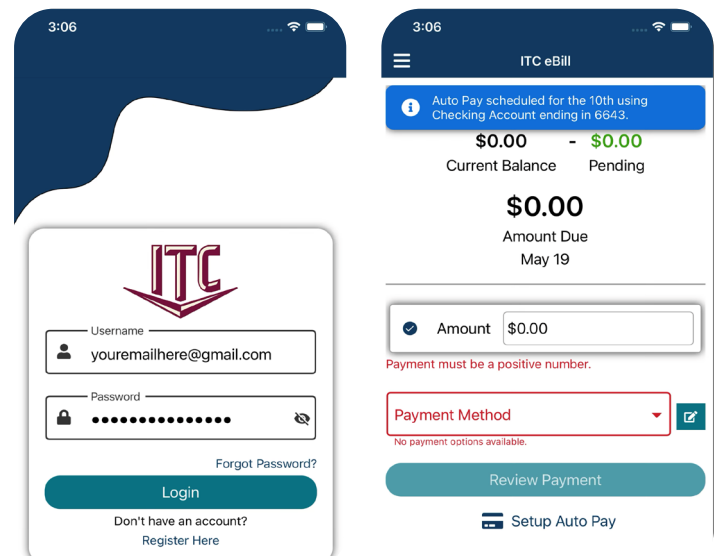 3:06
ITC
Username
youremailhere@gmail.com
Password
Forgot Password?
Login
Don't have an account?
Register Here
3:06
ITC eBill
Auto Pay scheduled for the 10th using
Checking Account ending in 6643.
$0.00 - $0.00
Current Balance Pending
$0.00
Amount Due
May 19
Amount $0.00
Payment must be a positive number.
Payment Method
No payment options available.
Review Payment
Setup Auto Pay